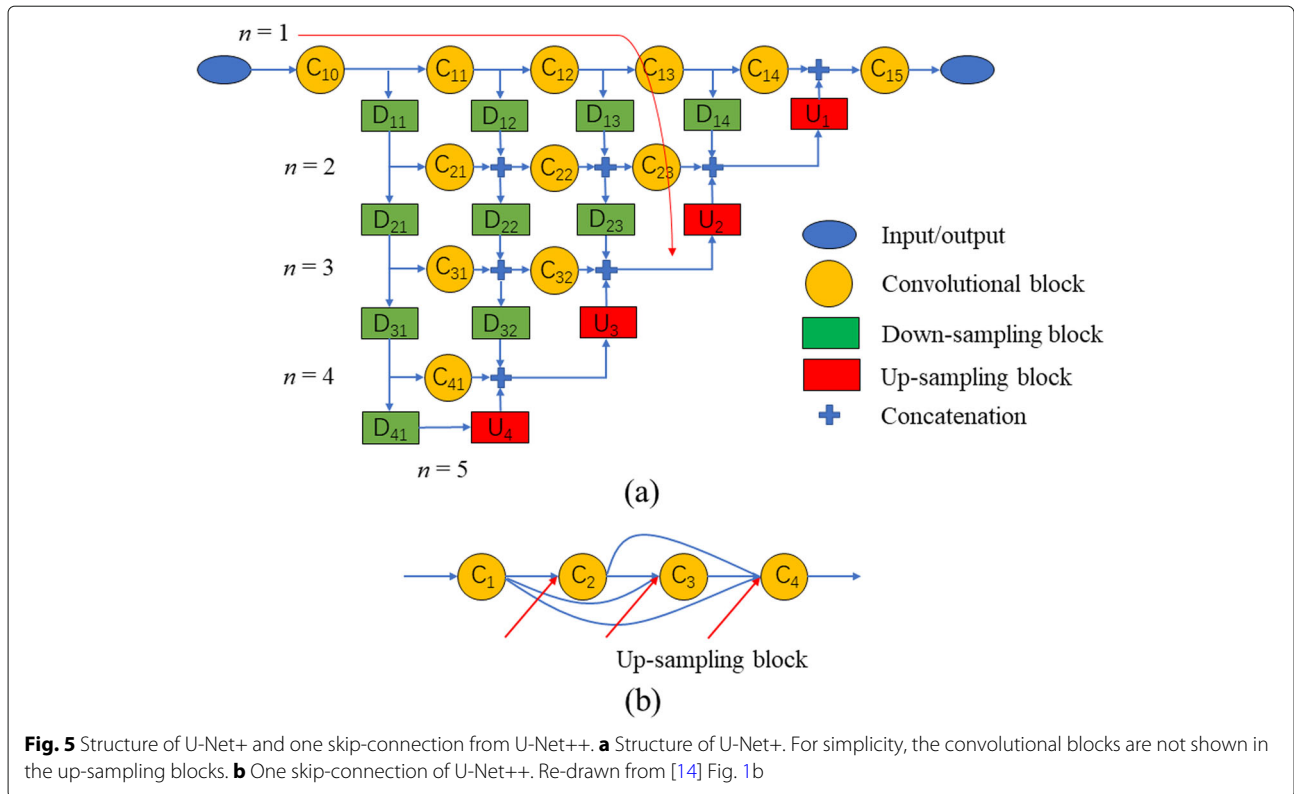 n = 1
C10 C11 C12 C13 C14 C15
D11 D12 D13 D14 U1
n = 2 C21 C22 C23
D21 D22 D23 U2
n = 3 C31 C32
D31 D32 U3
n = 4 C41
D41 U4
n = 5
Input/output
Convolutional block
Down-sampling block
Up-sampling block
Concatenation
(a)
C1 C2 C3 C4
Up-sampling block
(b)
Fig. 5 Structure of U-Net+ and one skip-connection from U-Net++. a Structure of U-Net+. For simplicity, the convolutional blocks are not shown in
the up-sampling blocks. b One skip-connection of U-Net++. Re-drawn from [14] Fig. 1b